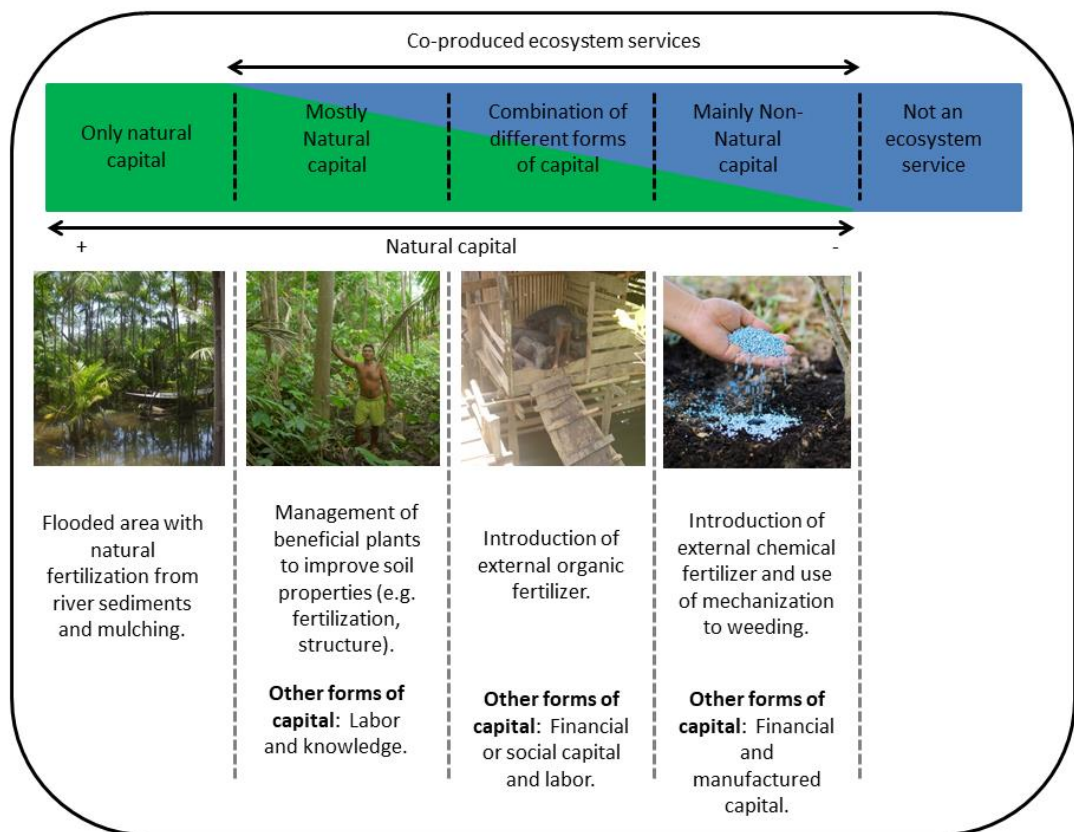 Co-produced ecosystem services
Only natural
capital
Mostly
Natural
capital
Combination of
different forms
of capital
Mainly Non-
Natural
capital
Not an
ecosystem
service
+
Natural capital
-
Flooded area with
natural
fertilization from
river sediments
and mulching.
Management of
beneficial plants
to improve soil
properties (e.g.
fertilization,
structure).
Other forms of
capital: Labor
and knowledge.
Introduction of
external organic
fertilizer.
Other forms of
capital: Financial
or social capital
and labor.
Introduction of
external chemical
fertilizer and use
of mechanization
to weeding.
Other forms of
capital: Financial
and
manufactured
capital.